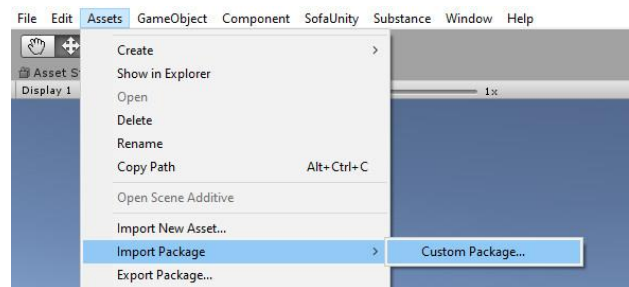 File Edit Assets GameObject Component SofaUnity Substance Window Help
Create
Asset S
Show in Explorer
Display 1
1x
Open
Delete
Rename
Copy Path Alt+Ctrl+C
Open Scene Additive
Import New Asset...
Import Package Custom Package...
Export Package...